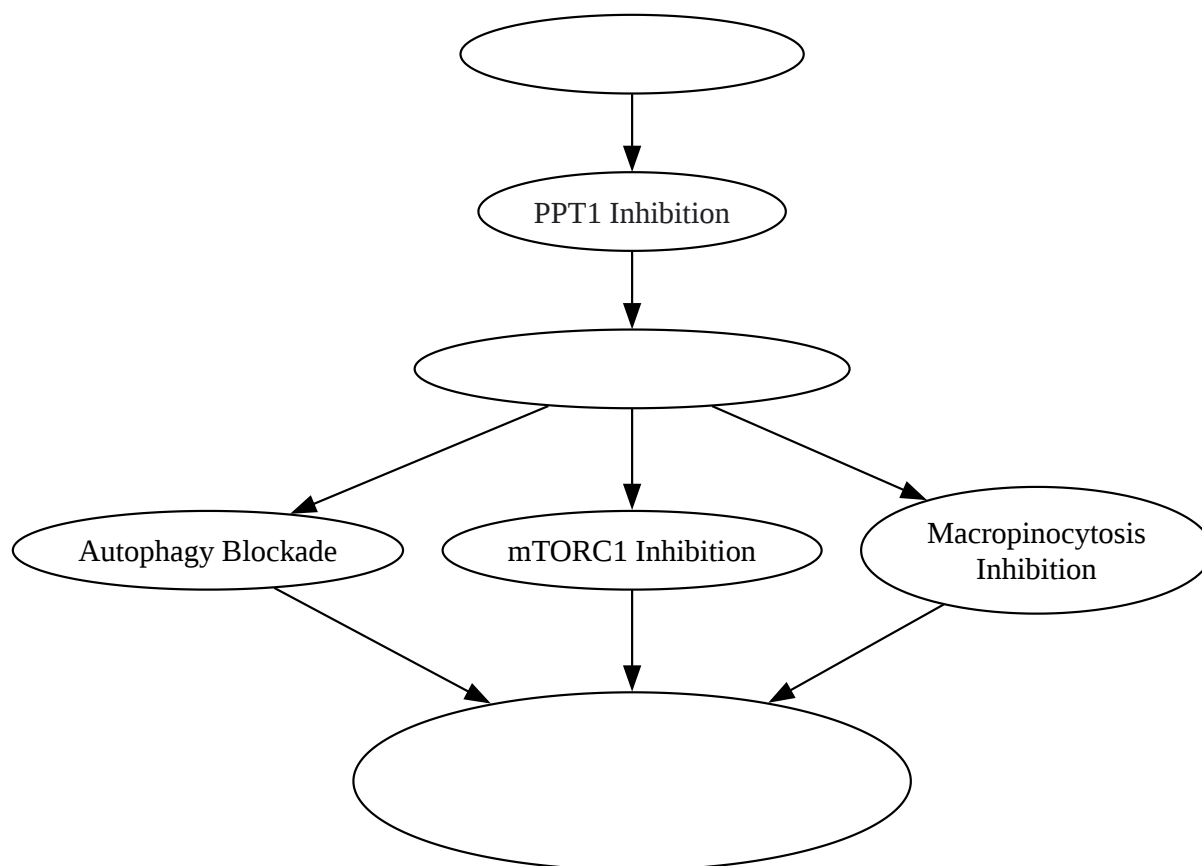 PPT1 Inhibition
Autophagy Blockade
mTORC1 Inhibition
Macropinocytosis
Inhibition